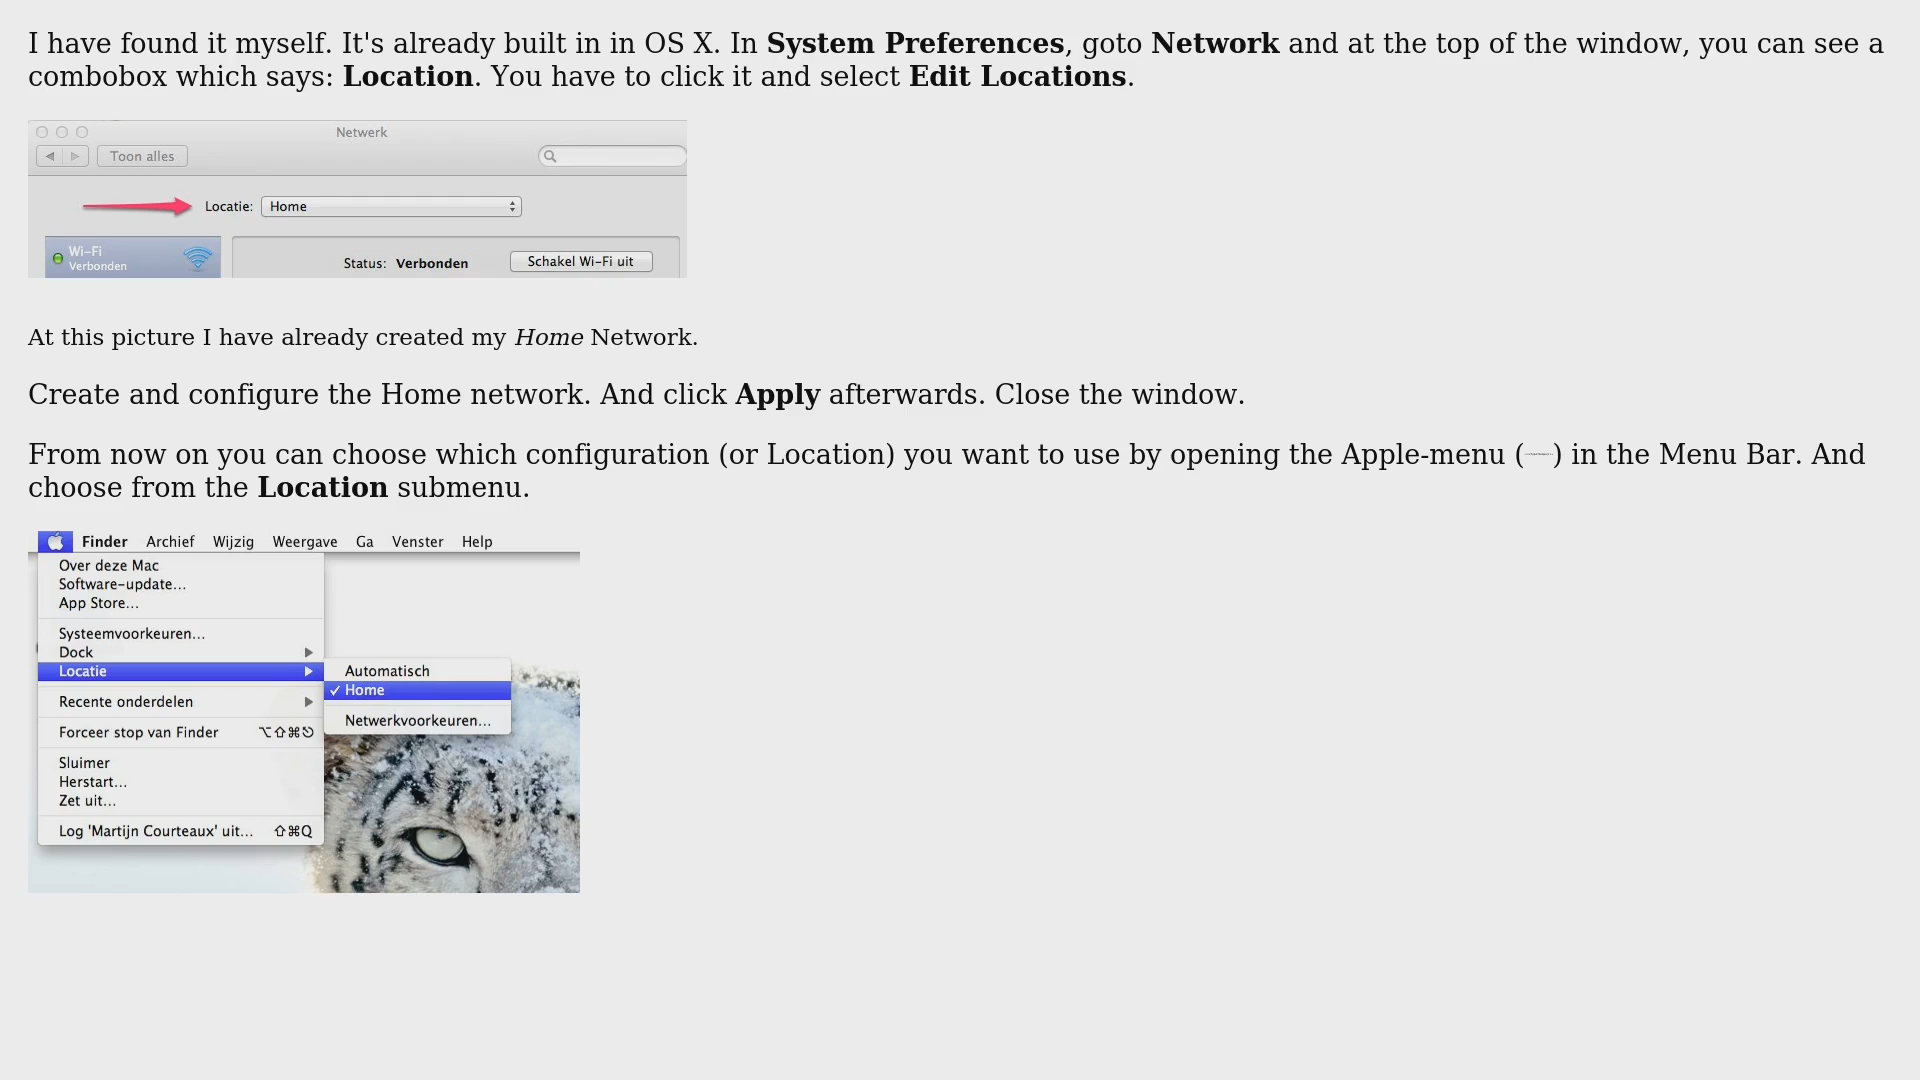 I have found it myself. It's already built in in OS X. In System Preferences, goto Network and at the top of the window, you can see a
combobox which says: Location. You have to click it and select Edit Locations.
Netwerk
Toon alles
Locatie: Home
Wi-Fi
Verbonden
Status: Verbonden
Schakel Wi-Fi uit
At this picture I have already created my Home Network.
Create and configure the Home network. And click Apply afterwards. Close the window.
From now on you can choose which configuration (or Location) you want to use by opening the Apple-menu () in the Menu Bar. And
choose from the Location submenu.
Finder Archief Wijzig Weergave Ga Venster Help
Over deze Mac
Software-update...
App Store...
Systeemvoorkeuren...
Dock
Locatie
Automatisch
✓ Home
Netwerkvoorkeuren...
Recente onderdelen
Forceer stop van Finder ⌥⇧⌘⎋
Sluimer
Herstart...
Zet uit...
Log 'Martijn Courteaux' uit... ⇧⌘Q